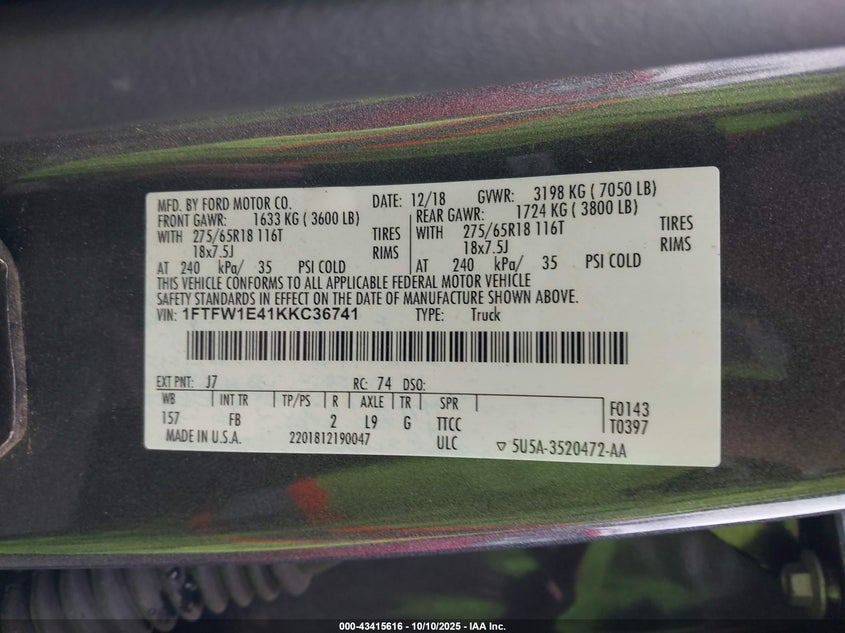 MFD. BY FORD MOTOR CO. DATE: 12/18 GVWR: 3198 KG ( 7050 LB)
FRONT GAWR: 1633 KG ( 3600 LB) REAR GAWR: 1724 KG ( 3800 LB)
WITH 275/65R18 116T TIRES WITH 275/65R18 116T TIRES
18x7.5J RIMS 18x7.5J RIMS
AT 240 kPa/ 35 PSI COLD AT 240 kPa/ 35 PSI COLD
THIS VEHICLE CONFORMS TO ALL APPLICABLE FEDERAL MOTOR VEHICLE
SAFETY STANDARDS IN EFFECT ON THE DATE OF MANUFACTURE SHOWN ABOVE.
VIN: 1FTFW1E41KKC36741 TYPE: Truck
EXT PNT: J7 RC: 74 DSO:
WB INT TR TP/PS R AXLE TR SPR F0143
157 FB 2 L9 G TTCC T0397
MADE IN U.S.A. 2201812190047 ULC ▽ 5U5A-3520472-AA
000-43415616 - 10/10/2025 - IAA Inc.